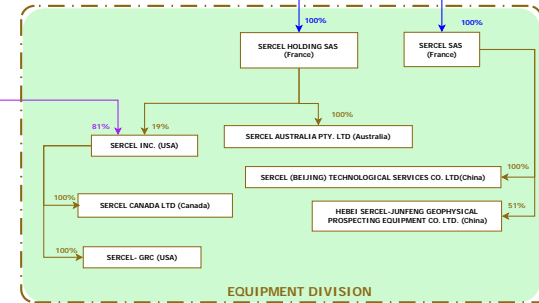 100%
100%
SERCEL HOLDING SAS
(France)
SERCEL SAS
(France)
81%
19%
100%
SERCEL INC. (USA)
SERCEL AUSTRALIA PTY. LTD (Australia)
100%
SERCEL (BEIJING) TECHNOLOGICAL SERVICES CO. LTD(China)
100%
SERCEL CANADA LTD (Canada)
51%
HEBEI SERCEL-JUNFENG GEOPHYSICAL
PROSPECTING EQUIPMENT CO. LTD. (China)
100%
SERCEL- GRC (USA)
EQUIPMENT DIVISION